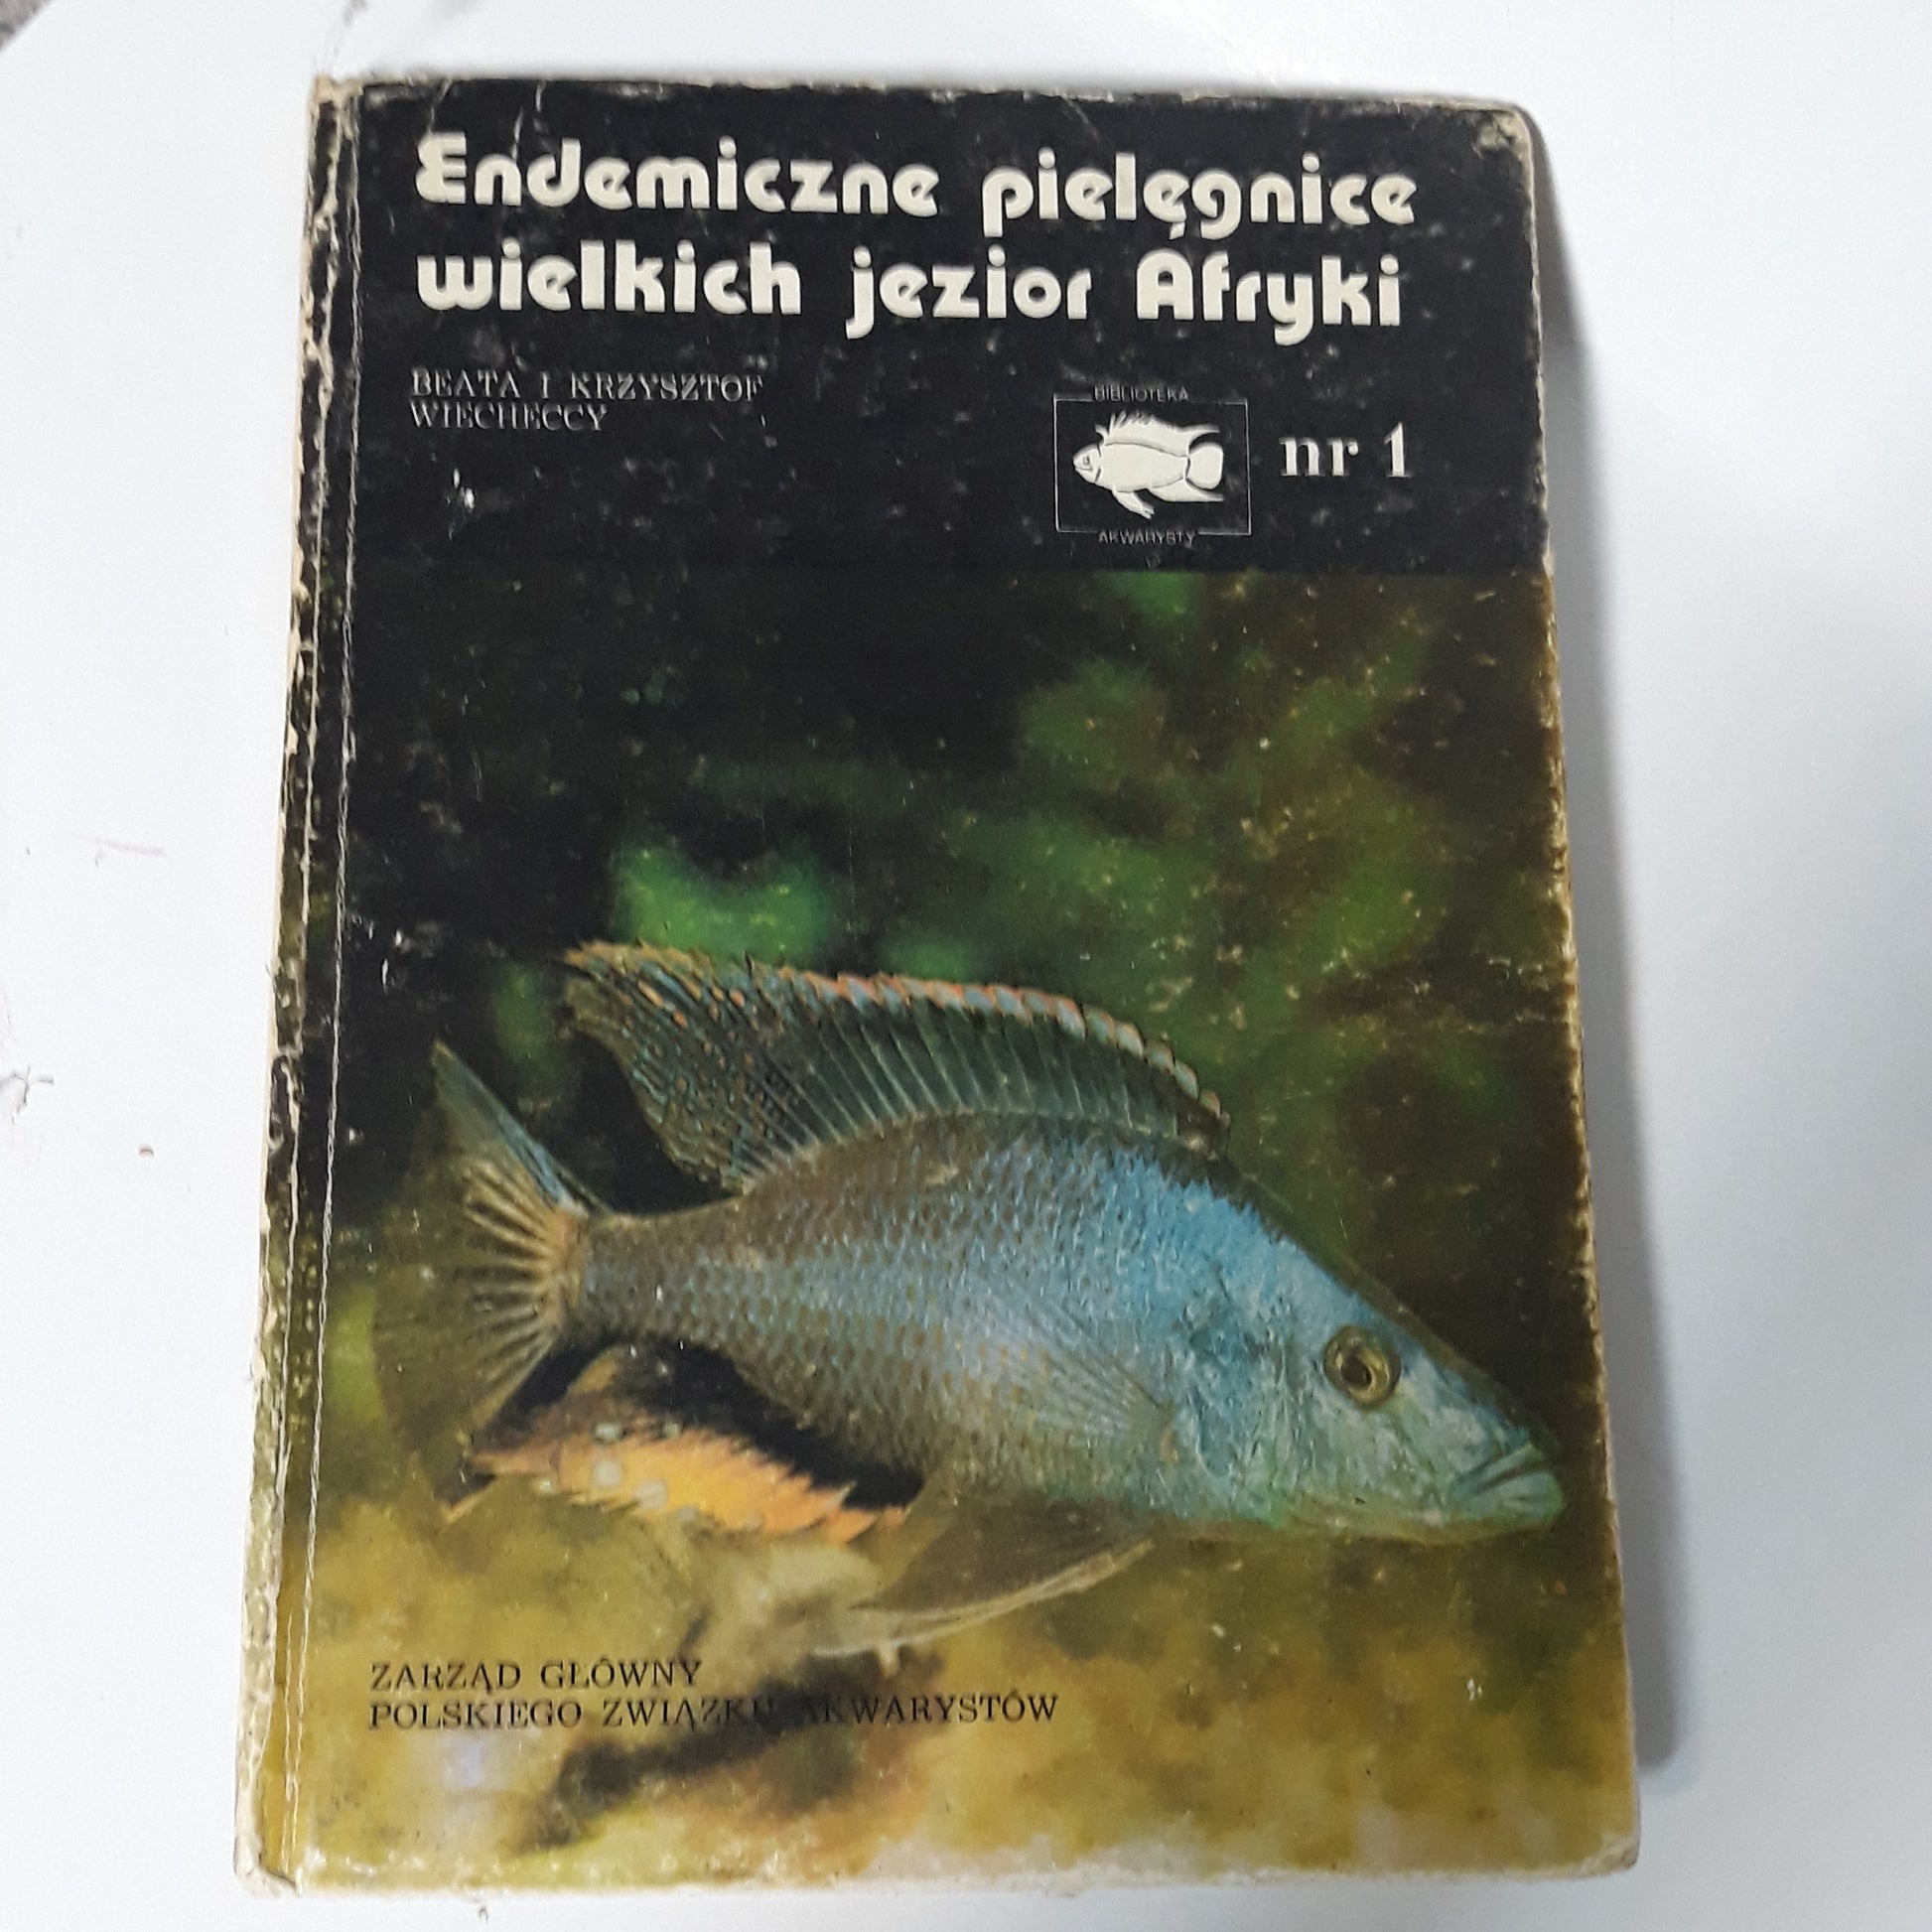 Endemiczne pielęgnice
wielkich jezior Afryki
BEATA I KRZYSZTOF
WIECHECCY
BIBLIOTEKA
AKWARYSTY
nr 1
ZARZĄD GŁÓWNY
POLSKIEGO ZWIĄZKU AKWARYSTÓW